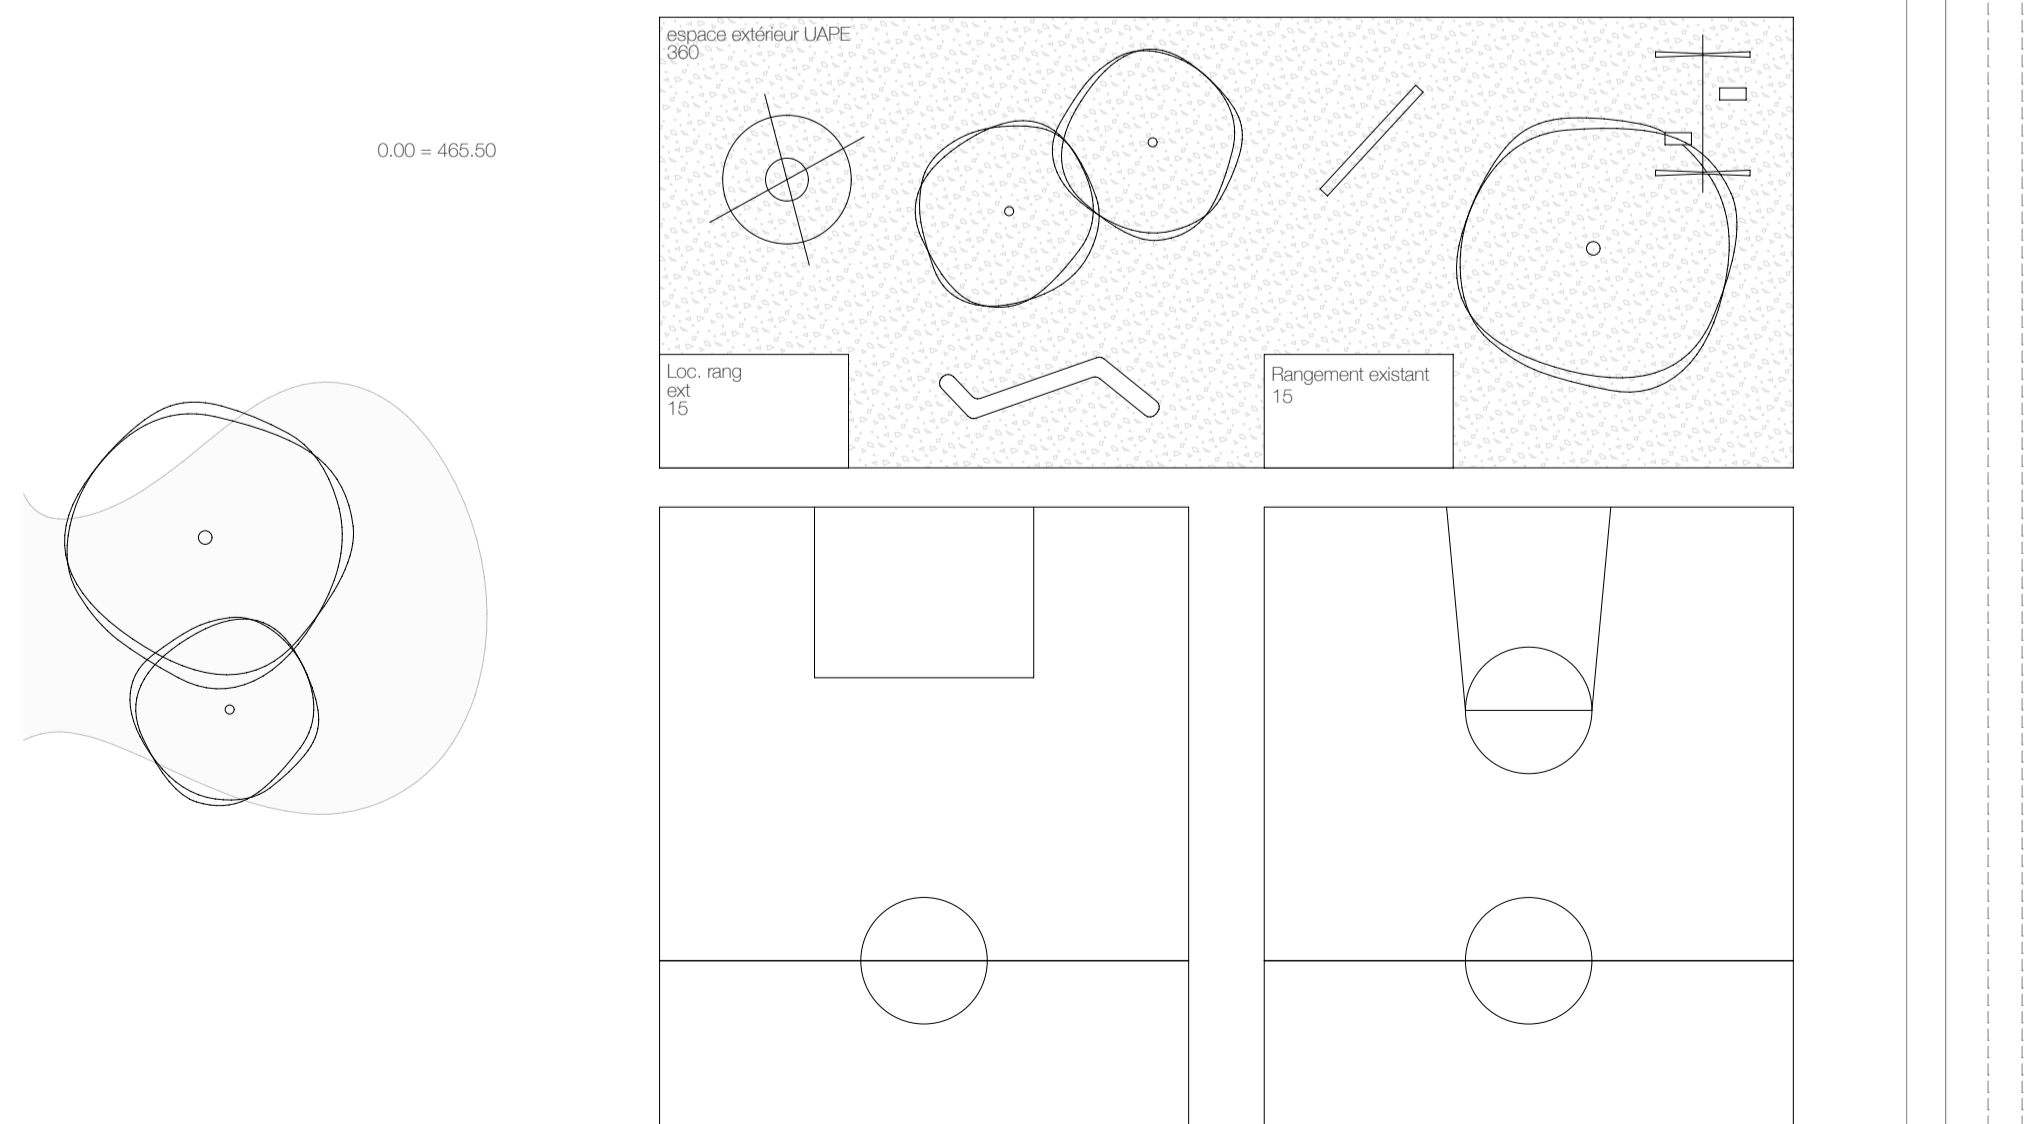 espace extérieur UAPE
360
0.00 = 465.50
Loc. rang
ext
15
Rangement existant
15